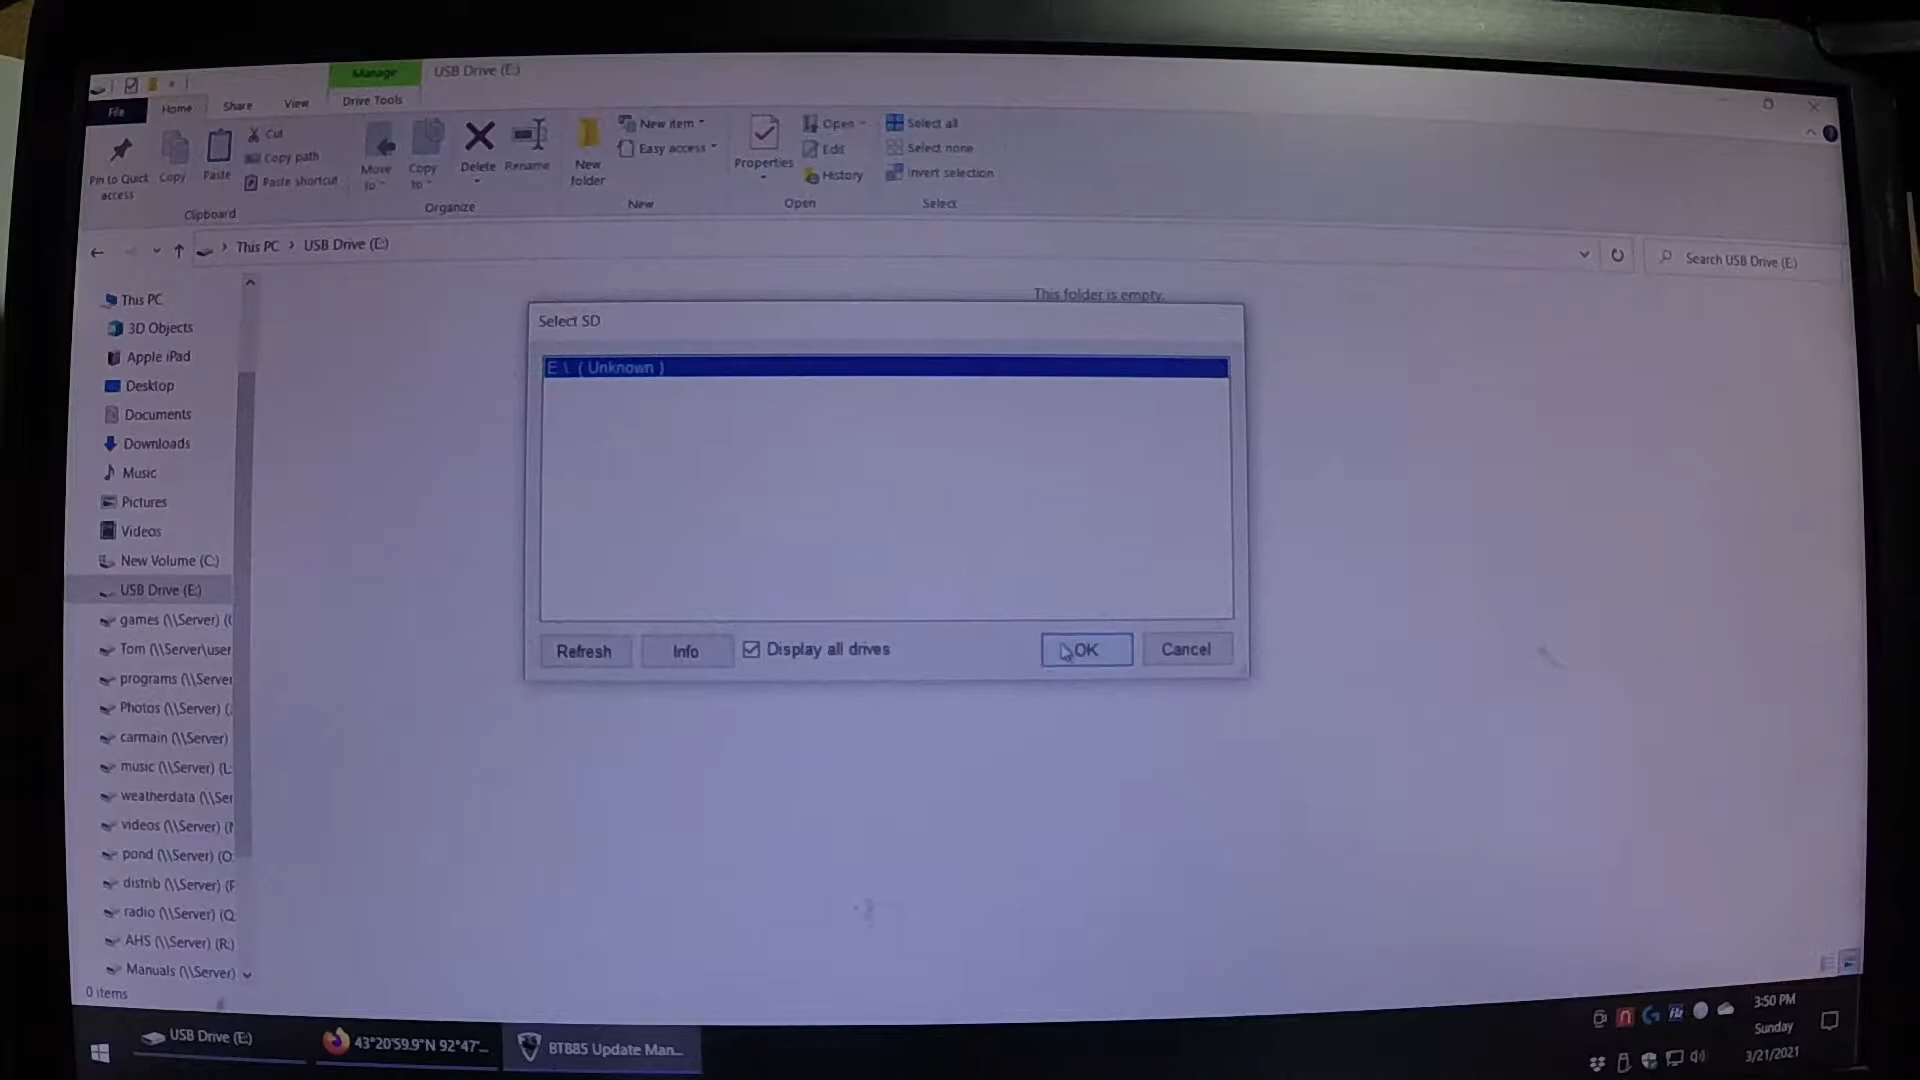 Manage
USB Drive (E:)
File
Home
Share
View
Drive Tools
Pin to Quick access
Copy
Paste
Cut
Copy path
Paste shortcut
Clipboard
Move to
Copy to
Delete
Rename
Organize
New folder
New item
Easy access
New
Properties
Open
Edit
History
Open
Select all
Select none
Invert selection
Select
This PC > USB Drive (E:)
Search USB Drive (E:)
This PC
3D Objects
Apple iPad
Desktop
Documents
Downloads
Music
Pictures
Videos
New Volume (C:)
USB Drive (E:)
games (\\Server) (
Tom (\\Server\user
programs (\\Server
Photos (\\Server) (
carmain (\\Server)
music (\\Server) (L:
weatherdata (\\Ser
videos (\\Server) (
pond (\\Server) (O:
distrib (\\Server) (
radio (\\Server) (Q:
AHS (\\Server) (R:)
Manuals (\\Server)
0 items
This folder is empty.
Select SD
E:\ ( Unknown )
Refresh
Info
Display all drives
OK
Cancel
USB Drive (E:)
43°20'59.9"N 92°47'...
BT885 Update Man...
3:50 PM
Sunday
3/21/2021